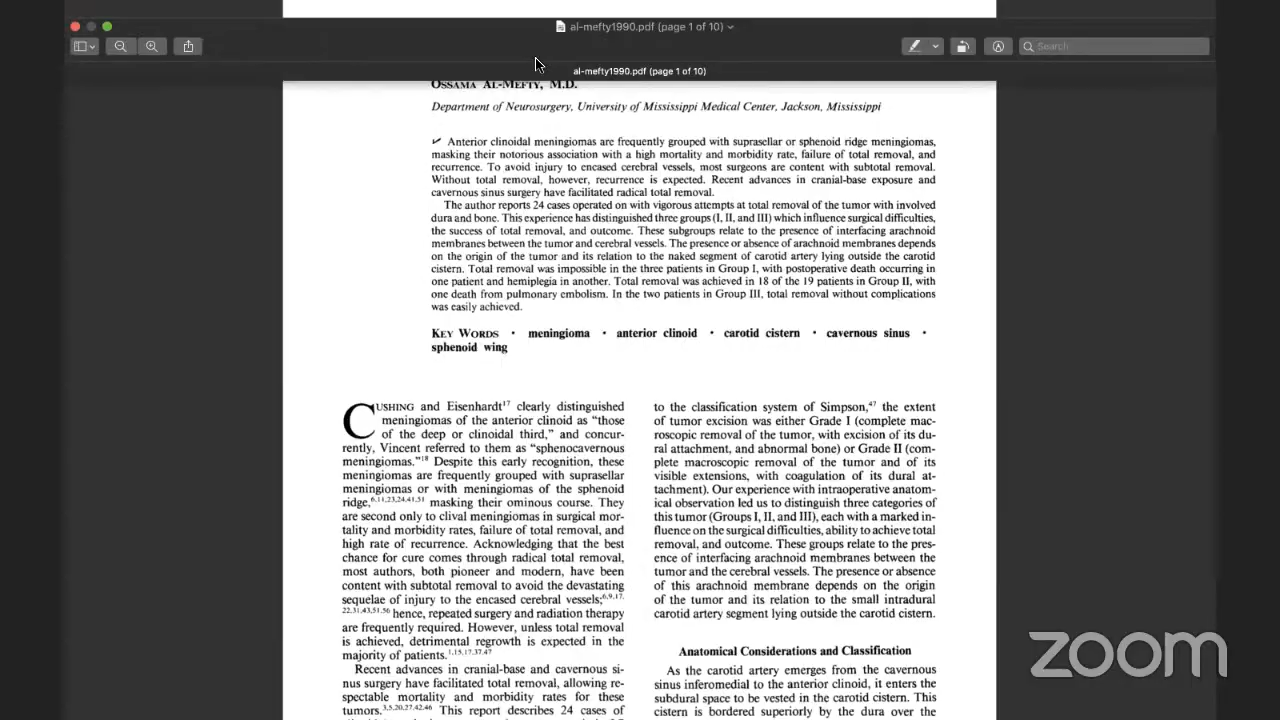 al-mefty1990.pdf (page 1 of 10)
Search
al-mefty1990.pdf (page 1 of 10)
OSSAMA AL-MEFTY, M.D.
Department of Neurosurgery, University of Mississippi Medical Center, Jackson, Mississippi
✓ Anterior clinoidal meningiomas are frequently grouped with suprasellar or sphenoid ridge meningiomas,
masking their notorious association with a high mortality and morbidity rate, failure of total removal, and
recurrence. To avoid injury to encased cerebral vessels, most surgeons are content with subtotal removal.
Without total removal, however, recurrence is expected. Recent advances in cranial-base exposure and
cavernous sinus surgery have facilitated radical total removal.
The author reports 24 cases operated on with vigorous attempts at total removal of the tumor with involved
dura and bone. This experience has distinguished three groups (I, II, and III) which influence surgical difficulties,
the success of total removal, and outcome. These subgroups relate to the presence of interfacing arachnoid
membranes between the tumor and cerebral vessels. The presence or absence of arachnoid membranes depends
on the origin of the tumor and its relation to the naked segment of carotid artery lying outside the carotid
cistern. Total removal was impossible in the three patients in Group I, with postoperative death occurring in
one patient and hemiplegia in another. Total removal was achieved in 18 of the 19 patients in Group II, with
one death from pulmonary embolism. In the two patients in Group III, total removal without complications
was easily achieved.
KEY WORDS • meningioma • anterior clinoid • carotid cistern • cavernous sinus •
sphenoid wing
CUSHING and Eisenhardt17 clearly distinguished
meningiomas of the anterior clinoid as “those
of the deep or clinoidal third,” and concur-
rently, Vincent referred to them as “sphenocavernous
meningiomas.”18 Despite this early recognition, these
meningiomas are frequently grouped with suprasellar
meningiomas or with meningiomas of the sphenoid
ridge,6,11,23,24,41,51 masking their ominous course. They
are second only to clival meningiomas in surgical mor-
tality and morbidity rates, failure of total removal, and
high rate of recurrence. Acknowledging that the best
chance for cure comes through radical total removal,
most authors, both pioneer and modern, have been
content with subtotal removal to avoid the devastating
sequelae of injury to the encased cerebral vessels;6,9,17,
22,31,43,51,56 hence, repeated surgery and radiation therapy
are frequently required. However, unless total removal
is achieved, detrimental regrowth is expected in the
majority of patients.1,15,17,37,47
Recent advances in cranial-base and cavernous si-
nus surgery have facilitated total removal, allowing re-
spectable mortality and morbidity rates for these
tumors.3,5,20,27,42,46 This report describes 24 cases of
to the classification system of Simpson,47 the extent
of tumor excision was either Grade I (complete mac-
roscopic removal of the tumor, with excision of its du-
ral attachment, and abnormal bone) or Grade II (com-
plete macroscopic removal of the tumor and of its
visible extensions, with coagulation of its dural at-
tachment). Our experience with intraoperative anatom-
ical observation led us to distinguish three categories of
this tumor (Groups I, II, and III), each with a marked in-
fluence on the surgical difficulties, ability to achieve total
removal, and outcome. These groups relate to the pres-
ence of interfacing arachnoid membranes between the
tumor and the cerebral vessels. The presence or absence
of this arachnoid membrane depends on the origin
of the tumor and its relation to the small intradural
carotid artery segment lying outside the carotid cistern.
Anatomical Considerations and Classification
As the carotid artery emerges from the cavernous
sinus inferomedial to the anterior clinoid, it enters the
subdural space to be vested in the carotid cistern. This
cistern is bordered superiorly by the dura over the
zoom